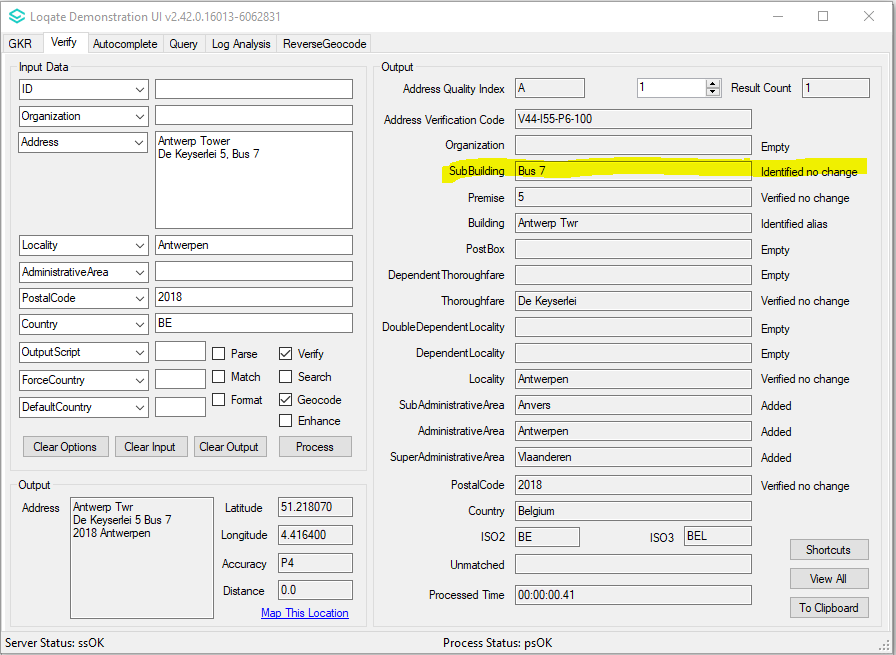 Loqate Demonstration UI v2.42.0.16013-6062831
GKR Verify Autocomplete Query Log Analysis ReverseGeocode
Input Data
ID
Organization
Address Antwerp Tower
De Keyserlei 5, Bus 7
Locality Antwerpen
AdministrativeArea
PostalCode 2018
Country BE
OutputScript Parse Verify
ForceCountry Match Search
Format Geocode
DefaultCountry
Enhance
Clear Options Clear Input Clear Output Process
Output
Address Antwerp Twr
De Keyserlei 5 Bus 7
2018 Antwerpen
Latitude 51.218070
Longitude 4.416400
Accuracy P4
Distance 0.0
Map This Location
Output
Address Quality Index A 1 Result Count 1
Address Verification Code V44-I55-P6-100
Organization Empty
SubBuilding Bus 7 Identified no change
Premise 5 Verified no change
Building Antwerp Twr Identified alias
PostBox Empty
DependentThoroughfare Empty
Thoroughfare De Keyserlei Verified no change
DoubleDependentLocality Empty
DependentLocality Empty
Locality Antwerpen Verified no change
SubAdministrativeArea Anvers Added
AdministrativeArea Antwerpen Added
SuperAdministrativeArea Vlaanderen Added
PostalCode 2018 Verified no change
Country Belgium
ISO2 BE ISO3 BEL
Unmatched
Processed Time 00:00:00.41
Shortcuts
View All
To Clipboard
Server Status: ssOK Process Status: psOK